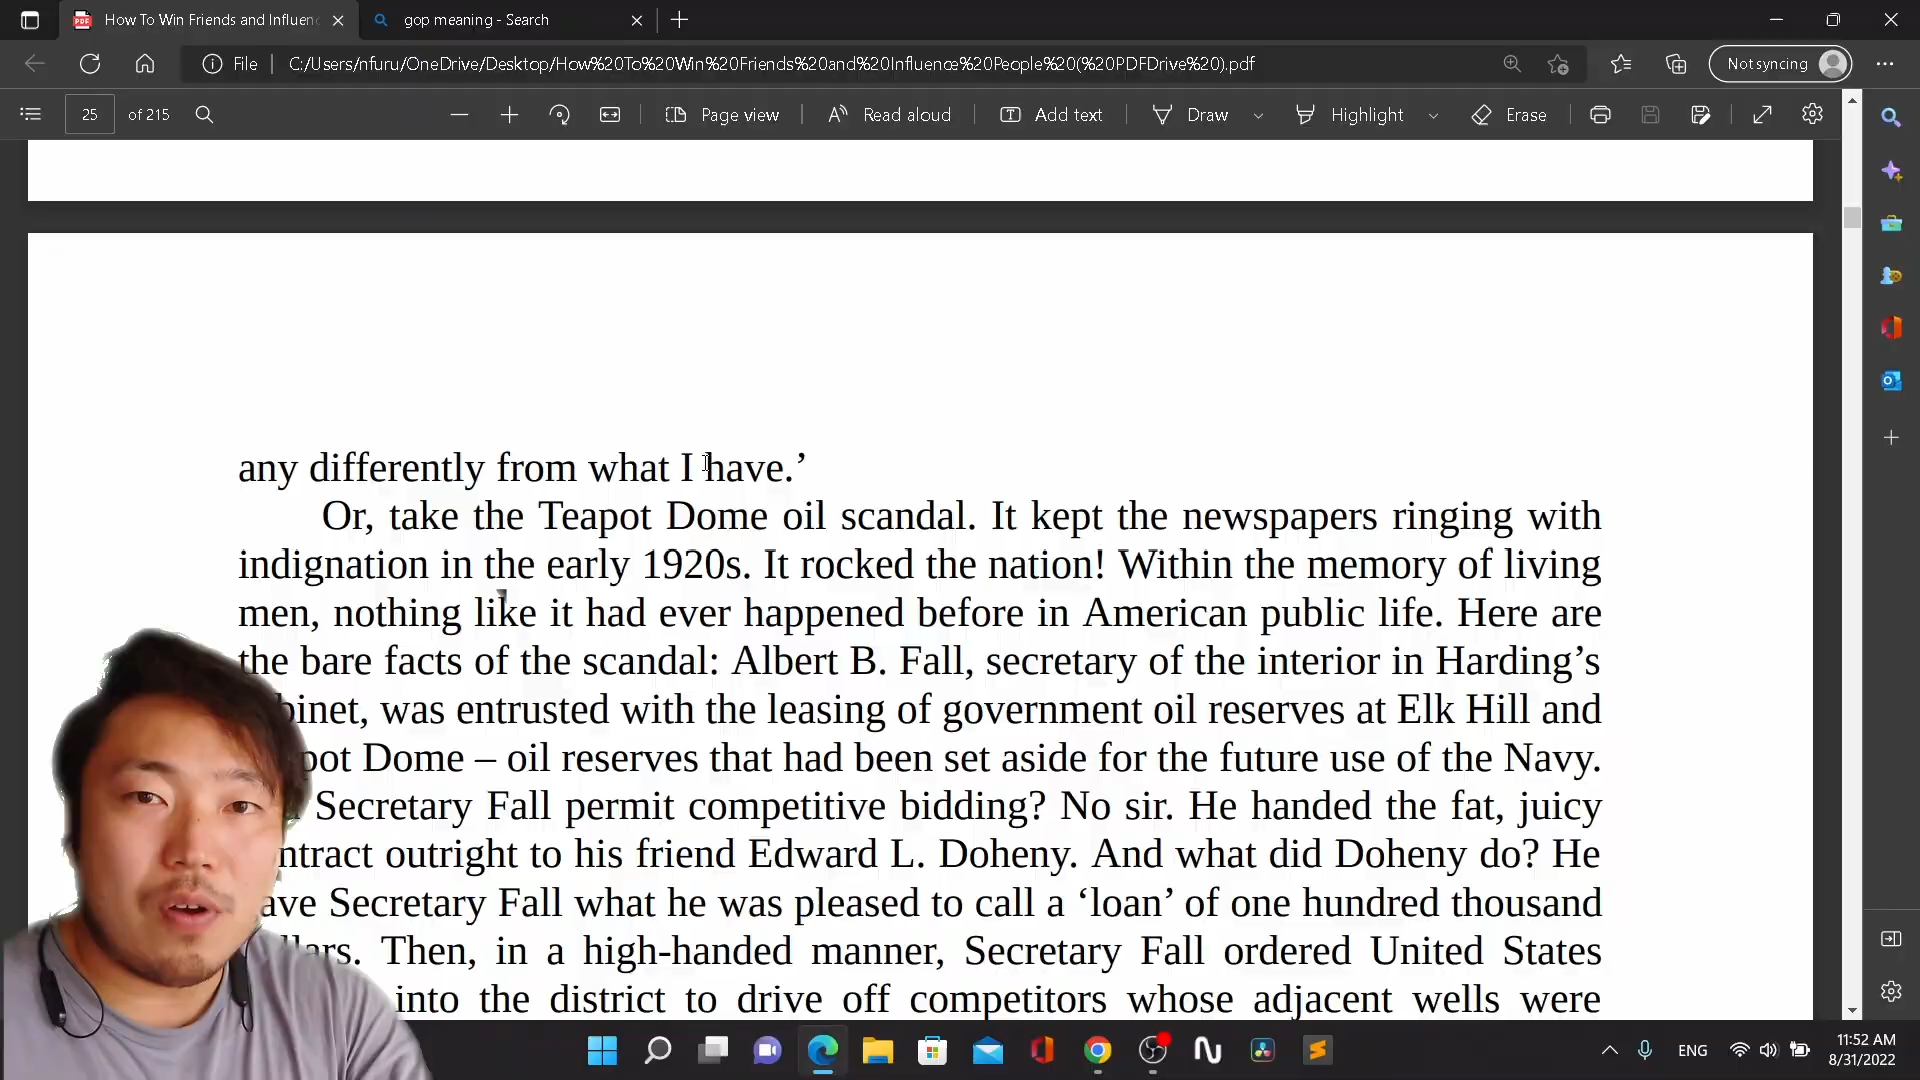 How To Win Friends and Influen
gop meaning - Search
File
C:/Users/nfuru/OneDrive/Desktop/How%20To%20Win%20Friends%20and%20Influence%20People%20(%20PDFDrive%20).pdf
Not syncing
25 of 215
Page view
Read aloud
Add text
Draw
Highlight
Erase
any differently from what I have.’
Or, take the Teapot Dome oil scandal. It kept the newspapers ringing with
indignation in the early 1920s. It rocked the nation! Within the memory of living
men, nothing like it had ever happened before in American public life. Here are
the bare facts of the scandal: Albert B. Fall, secretary of the interior in Harding’s
binet, was entrusted with the leasing of government oil reserves at Elk Hill and
pot Dome – oil reserves that had been set aside for the future use of the Navy.
Secretary Fall permit competitive bidding? No sir. He handed the fat, juicy
ntract outright to his friend Edward L. Doheny. And what did Doheny do? He
ave Secretary Fall what he was pleased to call a ‘loan’ of one hundred thousand
llars. Then, in a high-handed manner, Secretary Fall ordered United States
into the district to drive off competitors whose adjacent wells were
ENG
11:52 AM
8/31/2022